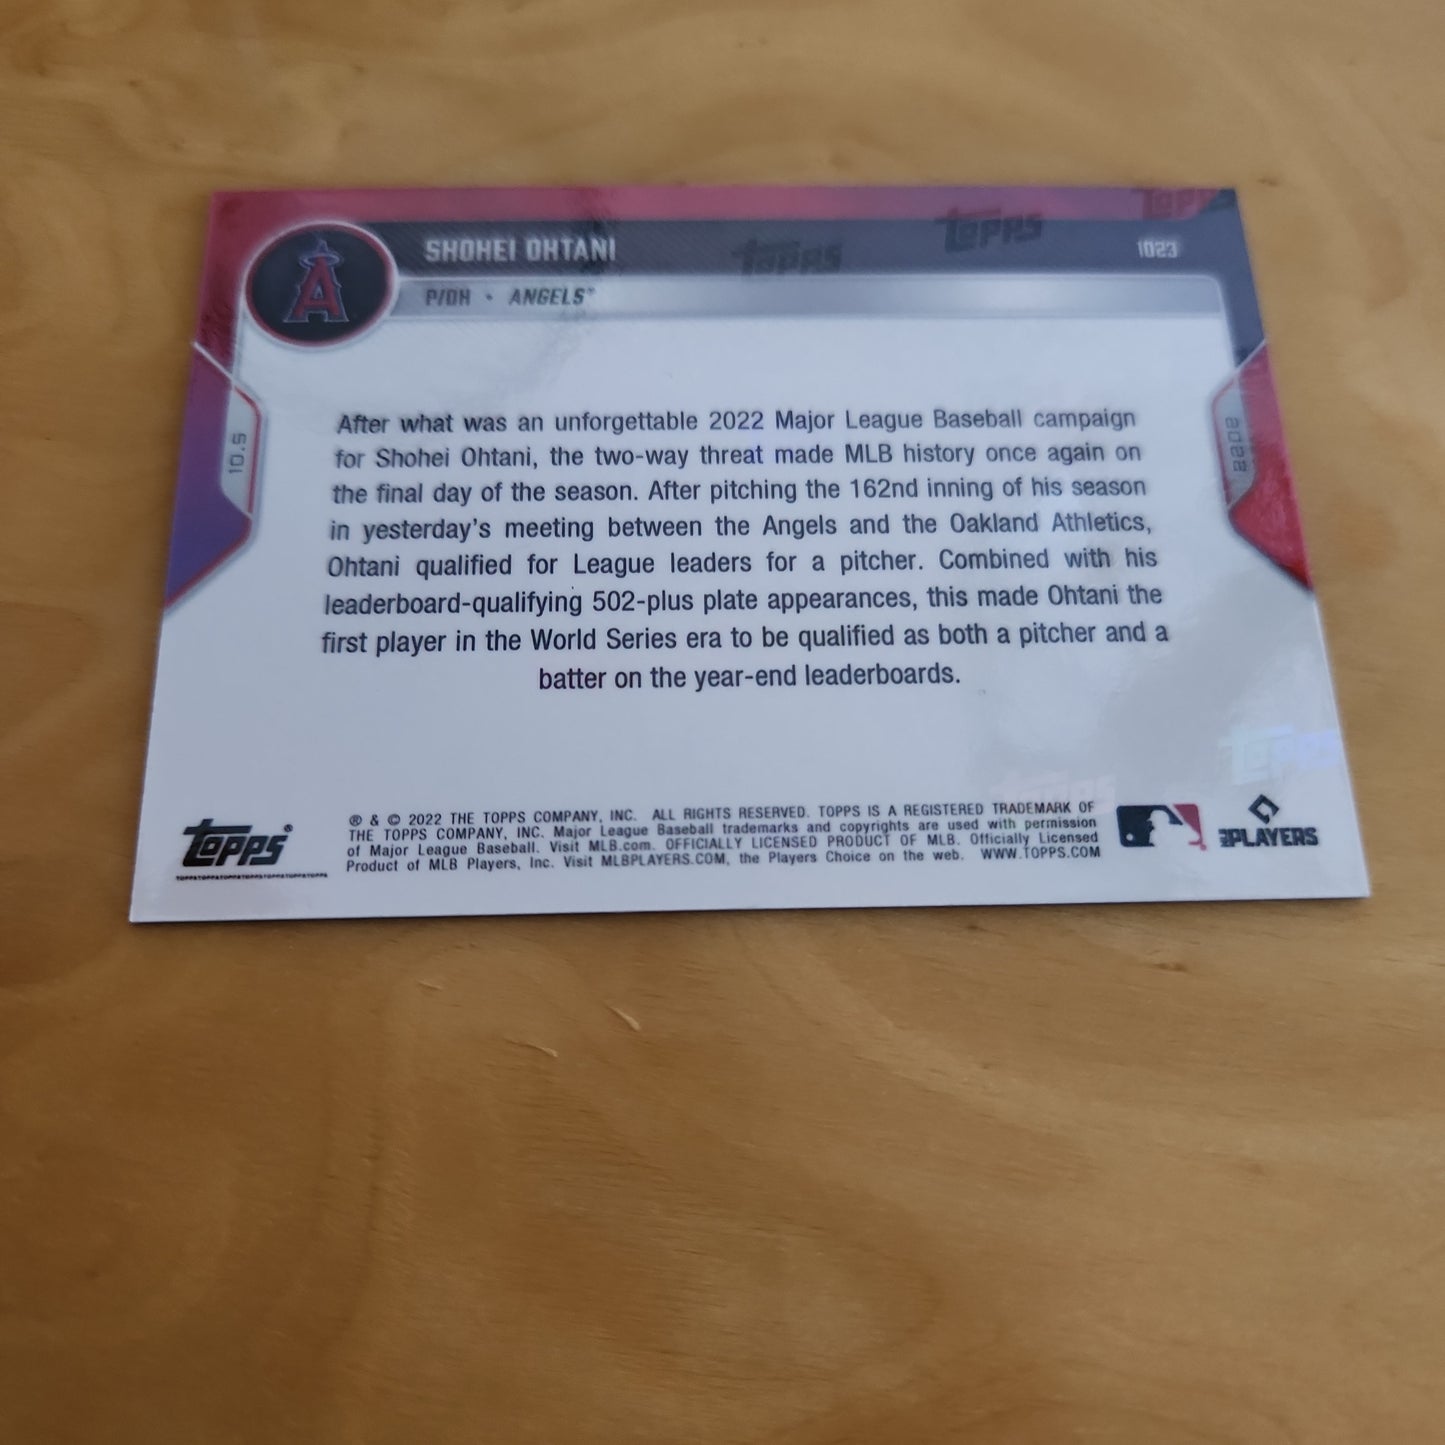 SHOHEI OHTANI
1023
P/DH • ANGELS
A
10.5
2022
After what was an unforgettable 2022 Major League Baseball campaign
for Shohei Ohtani, the two-way threat made MLB history once again on
the final day of the season. After pitching the 162nd inning of his season
in yesterday's meeting between the Angels and the Oakland Athletics,
Ohtani qualified for League leaders for a pitcher. Combined with his
leaderboard-qualifying 502-plus plate appearances, this made Ohtani the
first player in the World Series era to be qualified as both a pitcher and a
batter on the year-end leaderboards.
topps®
® & © 2022 THE TOPPS COMPANY, INC. ALL RIGHTS RESERVED. TOPPS IS A REGISTERED TRADEMARK OF
THE TOPPS COMPANY, INC. Major League Baseball trademarks and copyrights are used with permission
of Major League Baseball. Visit MLB.com. OFFICIALLY LICENSED PRODUCT OF MLB. Officially Licensed
Product of MLB Players, Inc. Visit MLBPLAYERS.COM, the Players Choice on the web. WWW.TOPPS.COM
PLAYERS
topps
topps
topps
topps
topps